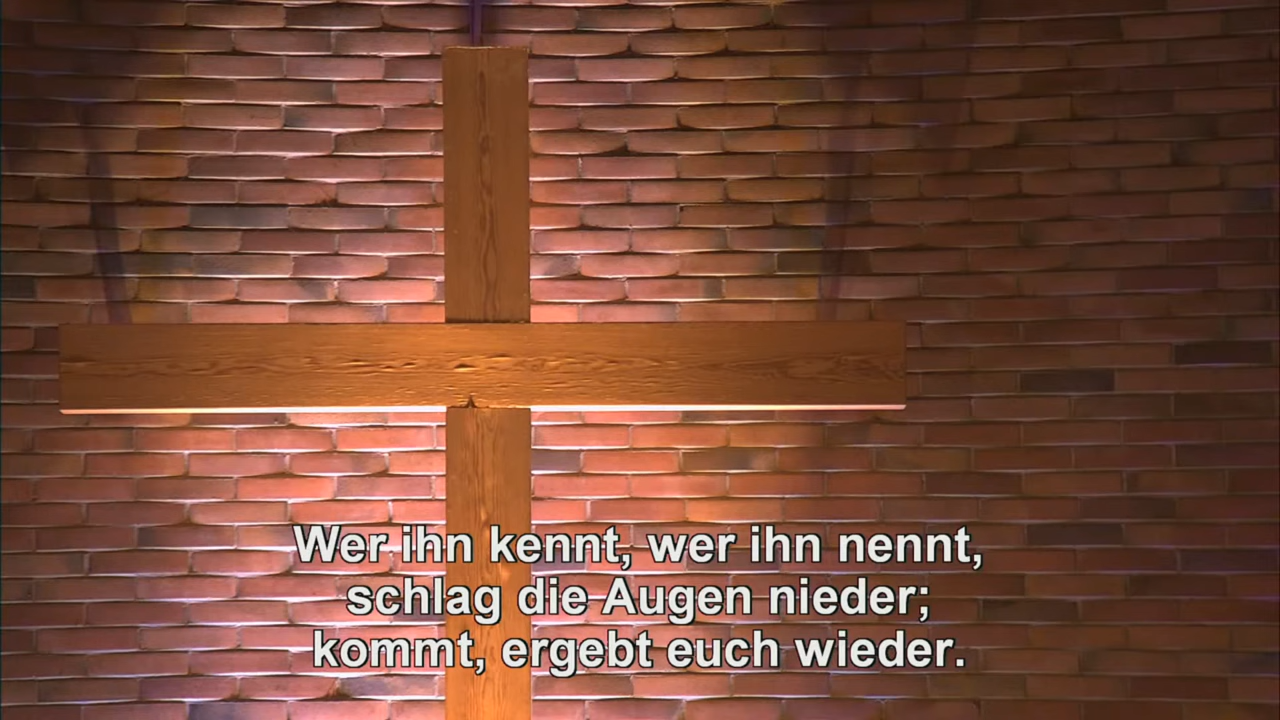 Wer ihn kennt, wer ihn nennt,
schlag die Augen nieder;
kommt, ergebt euch wieder.